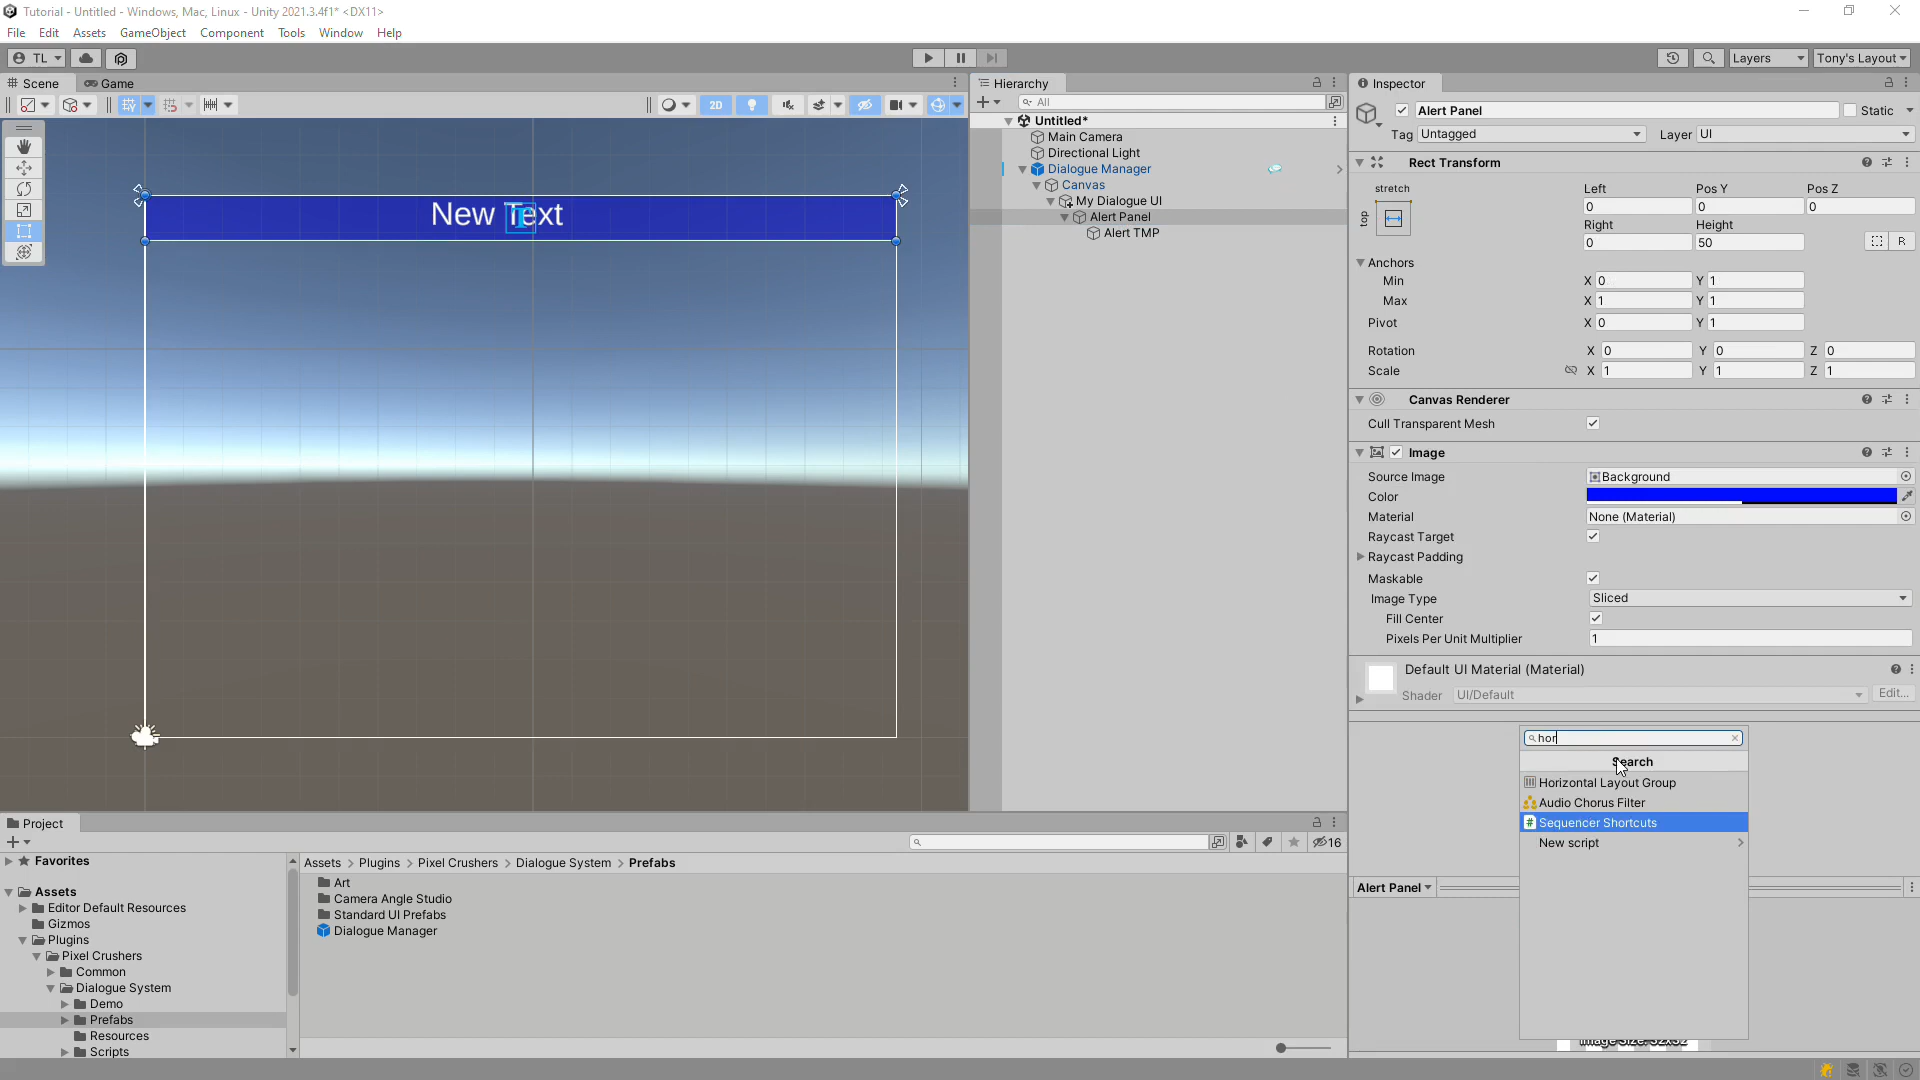 Tutorial - Untitled - Windows, Mac, Linux - Unity 2021.3.4f1* <DX11>
File Edit Assets GameObject Component Tools Window Help
TL Layers Tony's Layout
Scene Game
2D
New Text
T
Hierarchy
All
Untitled*
Main Camera
Directional Light
Dialogue Manager
Canvas
My Dialogue UI
Alert Panel
Alert TMP
Inspector
Alert Panel Static
Tag Untagged Layer UI
Rect Transform
stretch Left Pos Y Pos Z
top 0 0 0
Right Height
0 50 R
Anchors
Min X 0 Y 1
Max X 1 Y 1
Pivot X 0 Y 1
Rotation X 0 Y 0 Z 0
Scale X 1 Y 1 Z 1
Canvas Renderer
Cull Transparent Mesh
Image
Source Image Background
Color
Material None (Material)
Raycast Target
Raycast Padding
Maskable
Image Type Sliced
Fill Center
Pixels Per Unit Multiplier 1
Default UI Material (Material)
Shader UI/Default Edit...
hor
Search
Horizontal Layout Group
Audio Chorus Filter
Sequencer Shortcuts
New script
Alert Panel
Image Size: 32x32
Project
16
Favorites
Assets
Editor Default Resources
Gizmos
Plugins
Pixel Crushers
Common
Dialogue System
Demo
Prefabs
Resources
Scripts
Assets > Plugins > Pixel Crushers > Dialogue System > Prefabs
Art
Camera Angle Studio
Standard UI Prefabs
Dialogue Manager